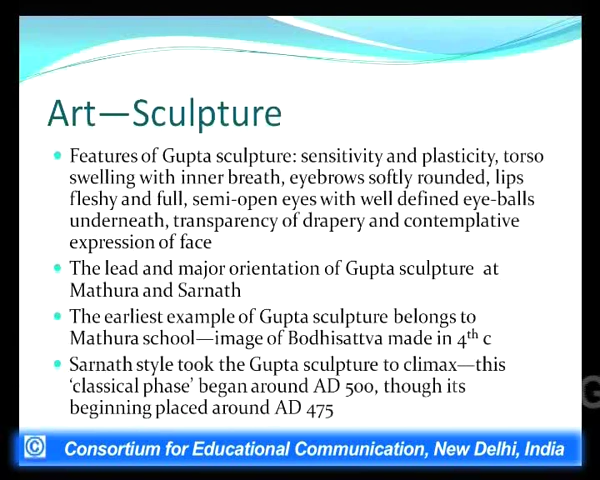 Art—Sculpture
• Features of Gupta sculpture: sensitivity and plasticity, torso
swelling with inner breath, eyebrows softly rounded, lips
fleshy and full, semi-open eyes with well defined eye-balls
underneath, transparency of drapery and contemplative
expression of face
• The lead and major orientation of Gupta sculpture at
Mathura and Sarnath
• The earliest example of Gupta sculpture belongs to
Mathura school—image of Bodhisattva made in 4th c
• Sarnath style took the Gupta sculpture to climax—this
‘classical phase’ began around AD 500, though its
beginning placed around AD 475
G
© Consortium for Educational Communication, New Delhi, India